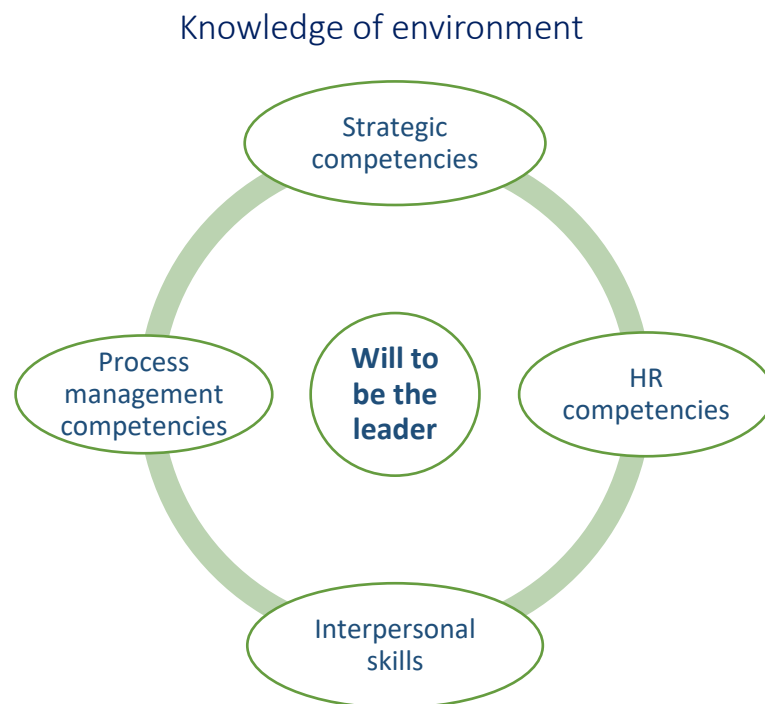 Knowledge of environment
Strategic
competencies
Process
management
competencies
Will to
be the
leader
HR
competencies
Interpersonal
skills